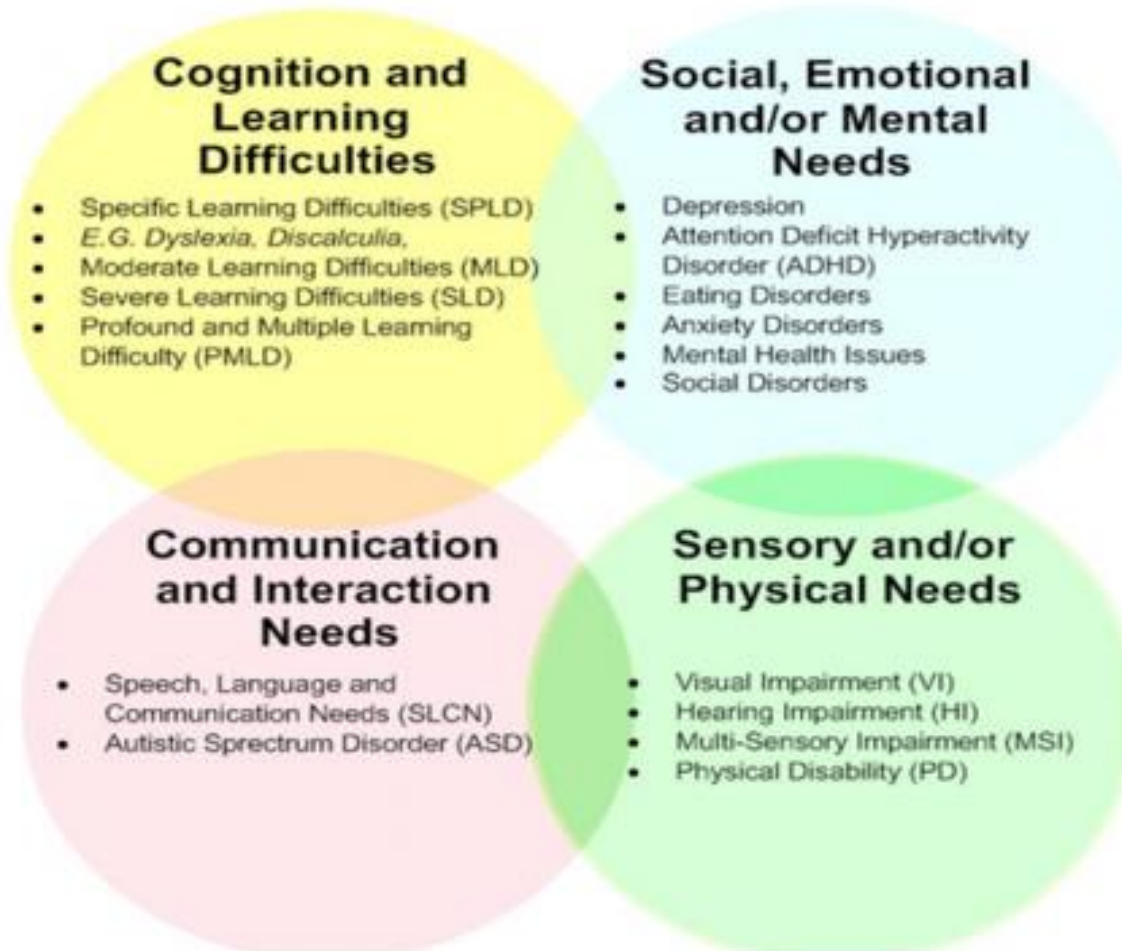 Cognition and
Learning
Difficulties
• Specific Learning Difficulties (SPLD)
• E.G. Dyslexia, Discalculia,
• Moderate Learning Difficulties (MLD)
• Severe Learning Difficulties (SLD)
• Profound and Multiple Learning
Difficulty (PMLD)
Social, Emotional
and/or Mental
Needs
• Depression
• Attention Deficit Hyperactivity
Disorder (ADHD)
• Eating Disorders
• Anxiety Disorders
• Mental Health Issues
• Social Disorders
Communication
and Interaction
Needs
• Speech, Language and
Communication Needs (SLCN)
• Autistic Sprectrum Disorder (ASD)
Sensory and/or
Physical Needs
• Visual Impairment (VI)
• Hearing Impairment (HI)
• Multi-Sensory Impairment (MSI)
• Physical Disability (PD)